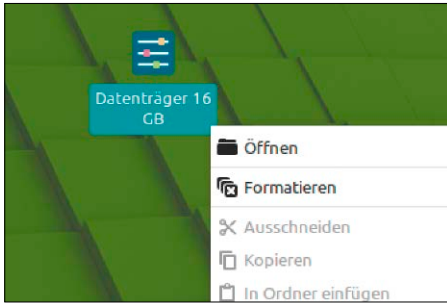 Datenträger 16
GB
Öffnen
Formatieren
Ausschneiden
Kopieren
In Ordner einfügen